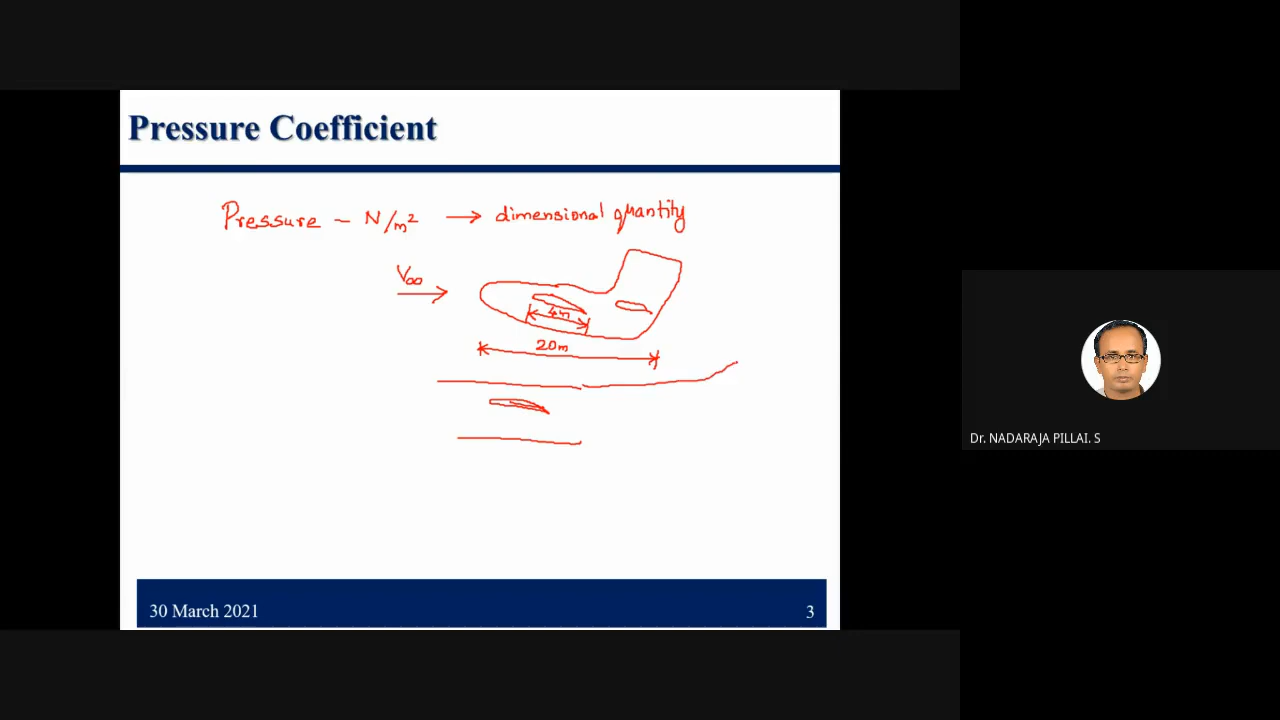 Pressure Coefficient
Pressure – N/m² → dimensional quantity
V∞
4m
20m
30 March 2021
3
Dr. NADARAJA PILLAI. S